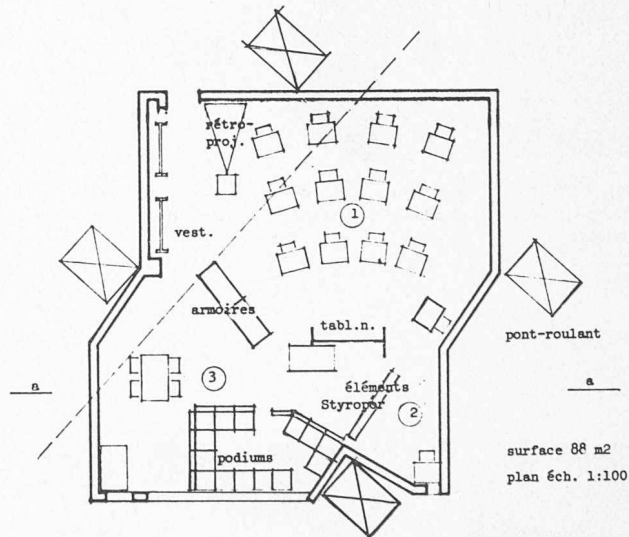 rétro-
proj.
1
vest.
armoires
tabl.n.
pont-roulant
3
éléments
Styropor
2
a
a
podiums
surface 88 m2
plan éch. 1:100